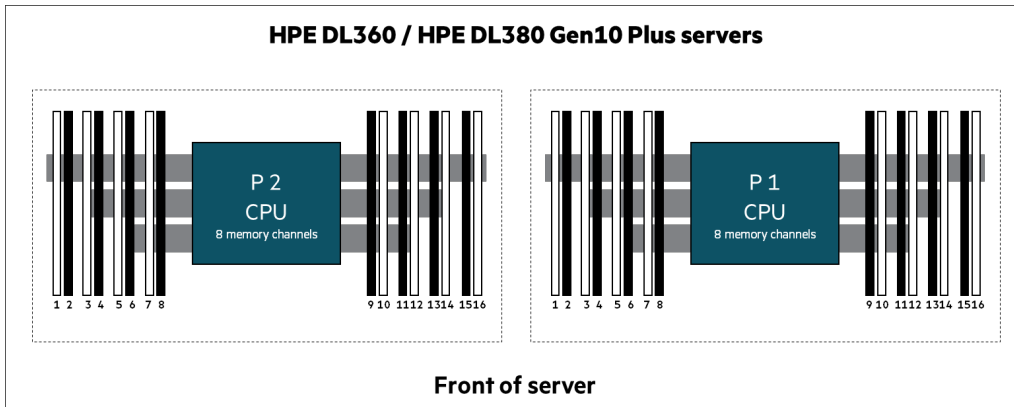 HPE DL360 / HPE DL380 Gen10 Plus servers
P 2
CPU
8 memory channels
1 2 3 4 5 6 7 8 9 10 11 12 13 14 15 16
P 1
CPU
8 memory channels
1 2 3 4 5 6 7 8 9 10 11 12 13 14 15 16
Front of server